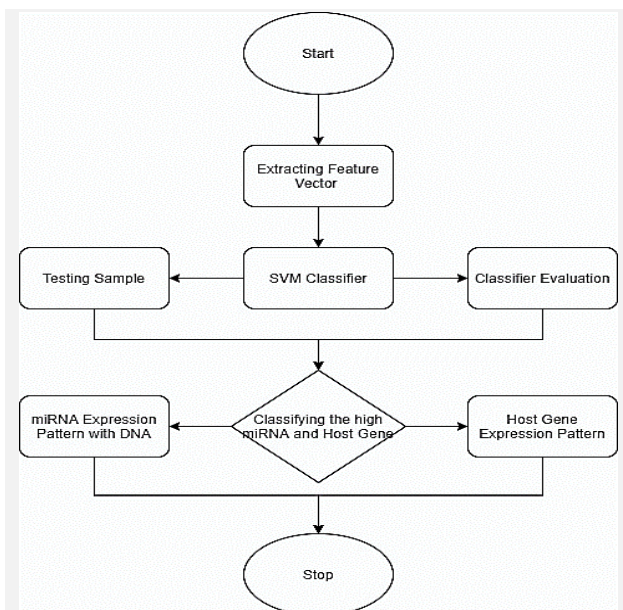 Start
Extracting Feature
Vector
Testing Sample
SVM Classifier
Classifier Evaluation
miRNA Expression
Pattern with DNA
Classifying the high
miRNA and Host Gene
Host Gene
Expression Pattern
Stop